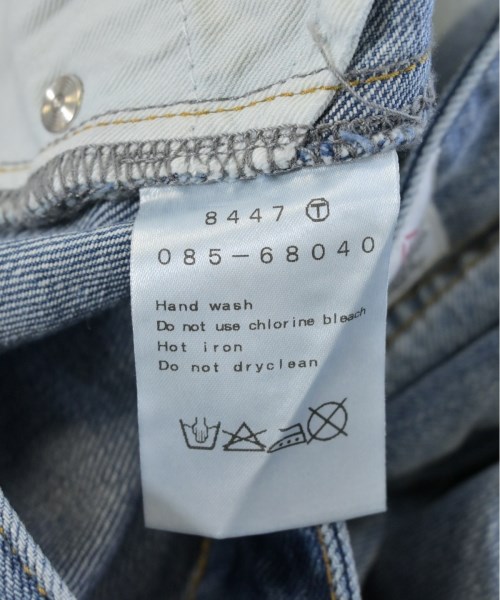 8447 Ⓣ
085-68040
Hand wash
Do not use chlorine bleach
Hot iron
Do not dryclean